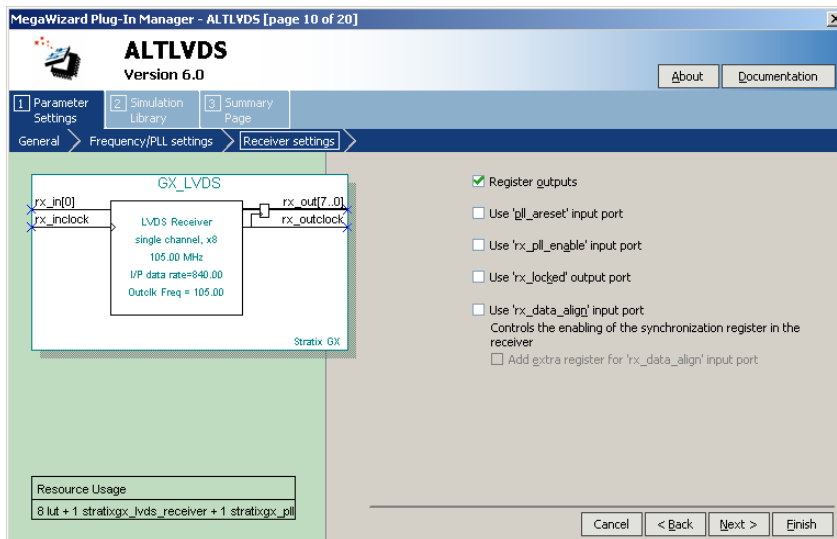 MegaWizard Plug-In Manager - ALTLVDS [page 10 of 20]
ALTLVDS
Version 6.0
About
Documentation
1 Parameter Settings
2 Simulation Library
3 Summary Page
General
Frequency/PLL settings
Receiver settings
GX_LVDS
rx_in[0]
rx_inclock
rx_out[7..0]
rx_outclock
LVDS Receiver
single channel, x8
105.00 MHz
I/P data rate=840.00
Outclk Freq = 105.00
Stratix GX
Register outputs
Use 'pll_areset' input port
Use 'rx_pll_enable' input port
Use 'rx_locked' output port
Use 'rx_data_align' input port
Controls the enabling of the synchronization register in the
receiver
Add extra register for 'rx_data_align' input port
Resource Usage
8 lut + 1 stratixgx_lvds_receiver + 1 stratixgx_pll
Cancel
< Back
Next >
Finish